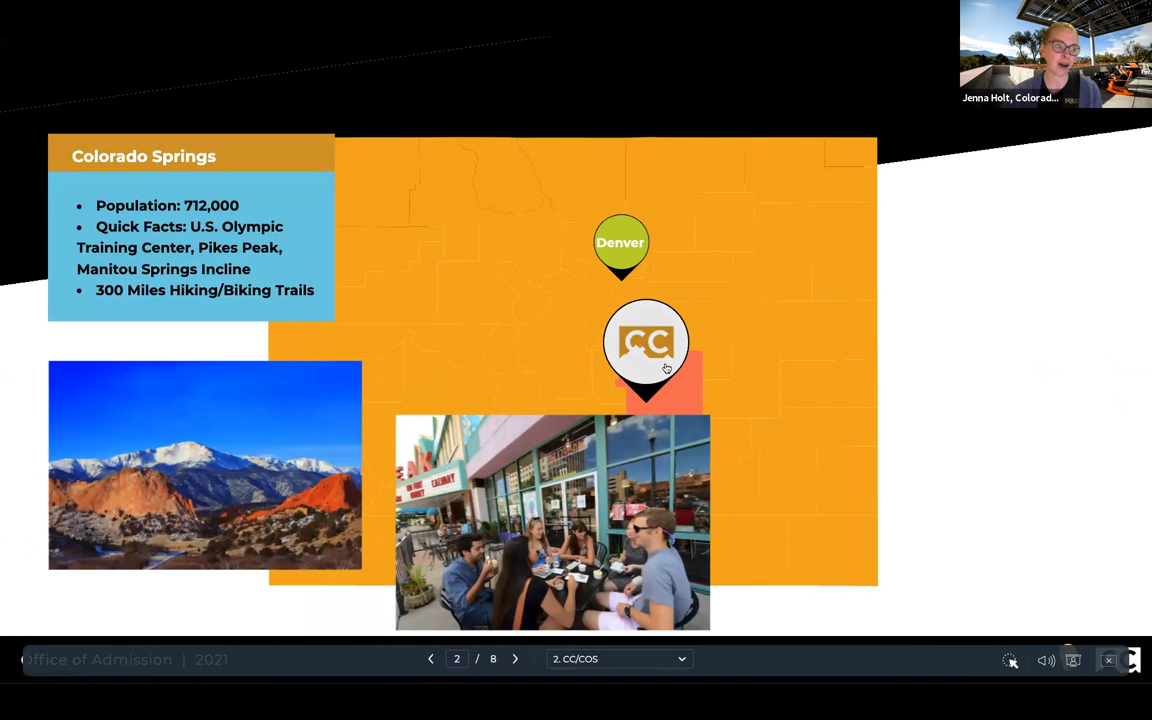 Jenna Holt, Colorad...
Colorado Springs
• Population: 712,000
• Quick Facts: U.S. Olympic
Training Center, Pikes Peak,
Manitou Springs Incline
• 300 Miles Hiking/Biking Trails
Denver
CC
CALVARY
Office of Admission | 2021
2 / 8
2. CC/COS